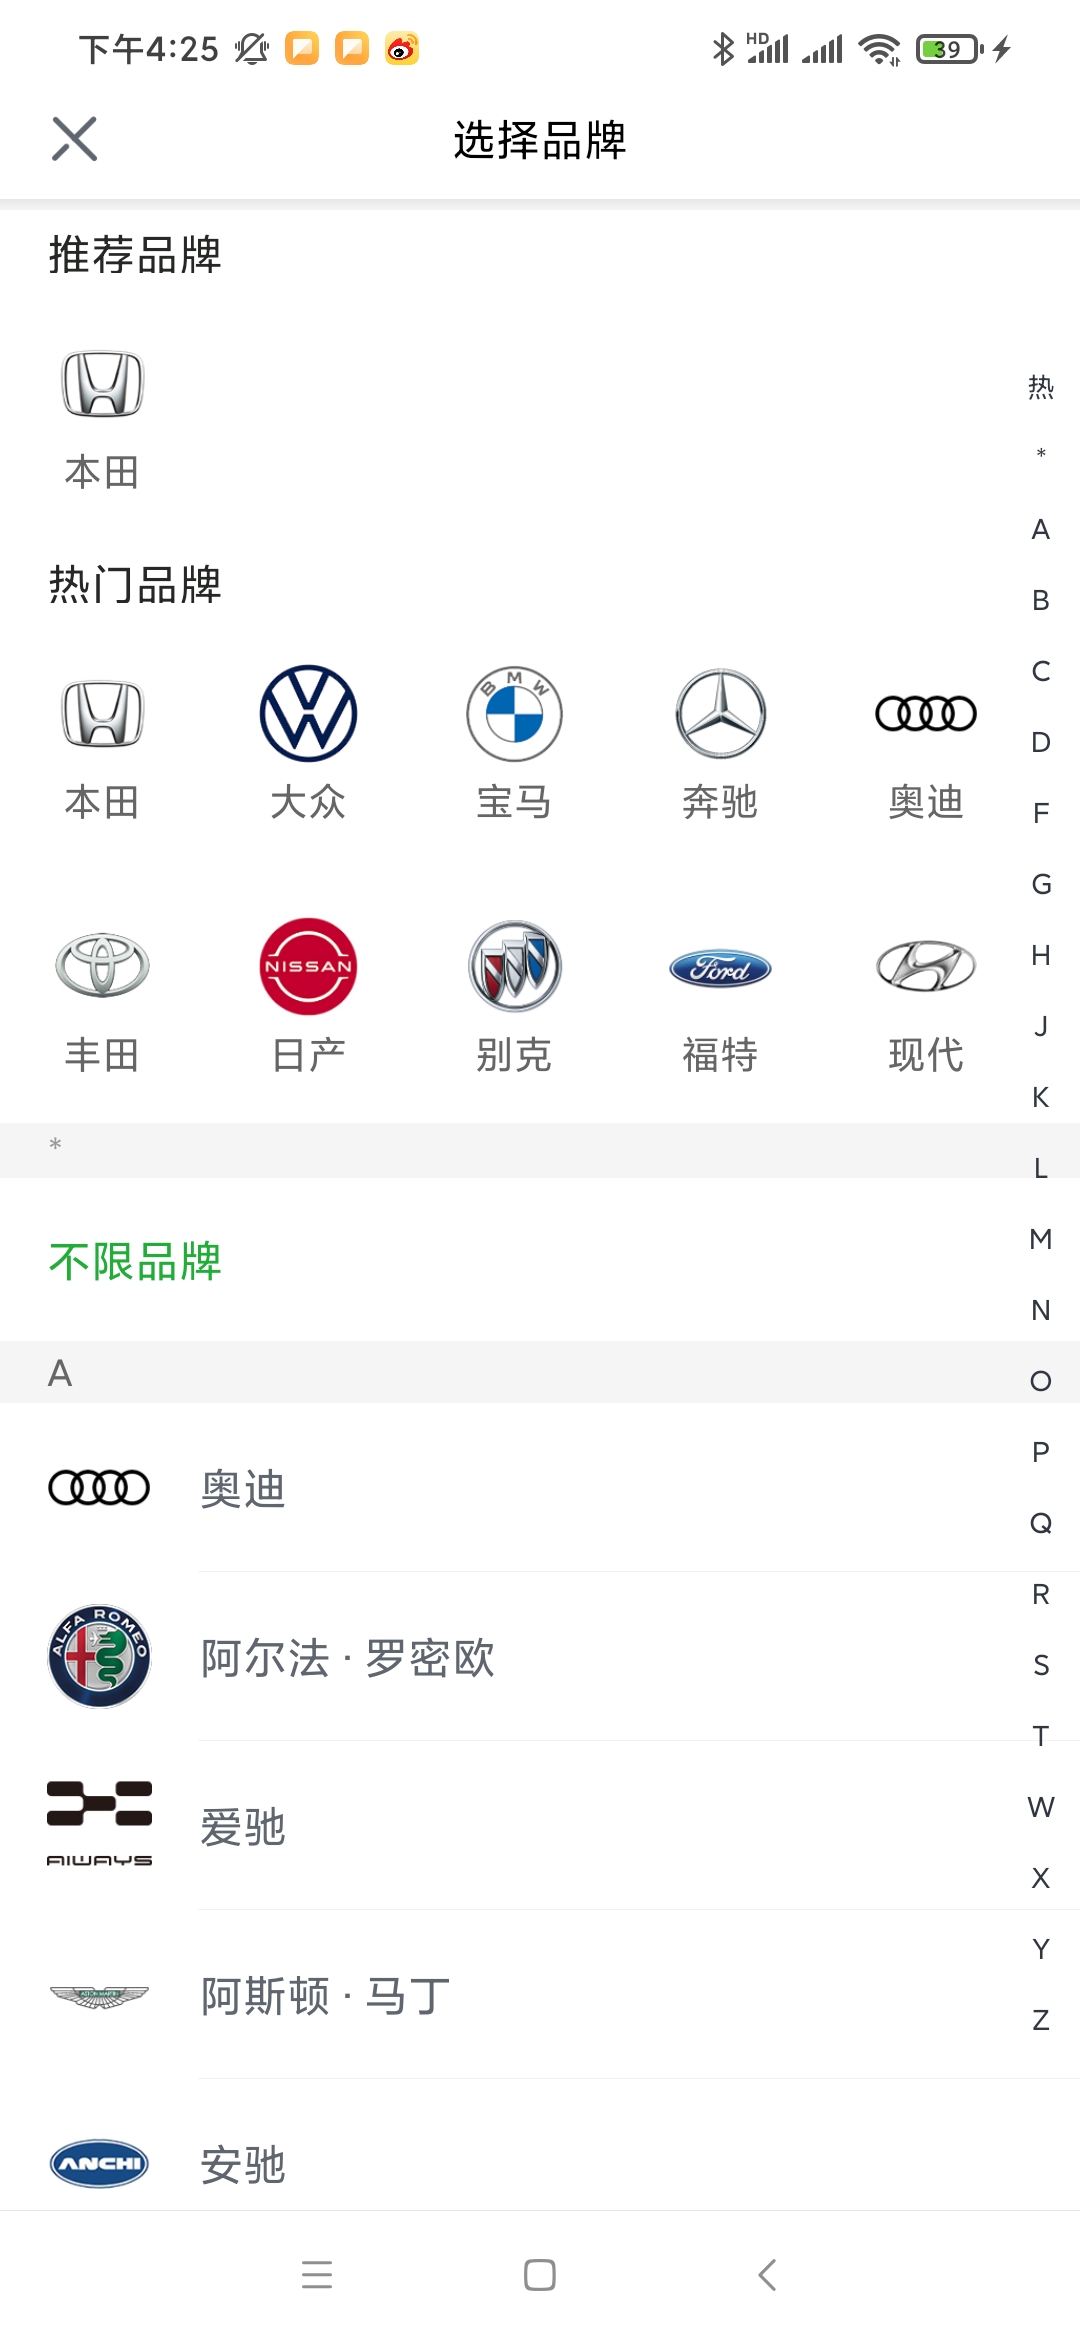 下午4:25
HD
39
选择品牌
推荐品牌
本田
热门品牌
B M W
本田 大众 宝马 奔驰 奥迪
NISSAN
Ford
丰田 日产 别克 福特 现代
*
不限品牌
A
奥迪
ALFA ROMEO
阿尔法·罗密欧
AIWAYS
爱驰
ASTON MARTIN
阿斯顿·马丁
ANCHI
安驰
热
*
A
B
C
D
F
G
H
J
K
L
M
N
O
P
Q
R
S
T
W
X
Y
Z